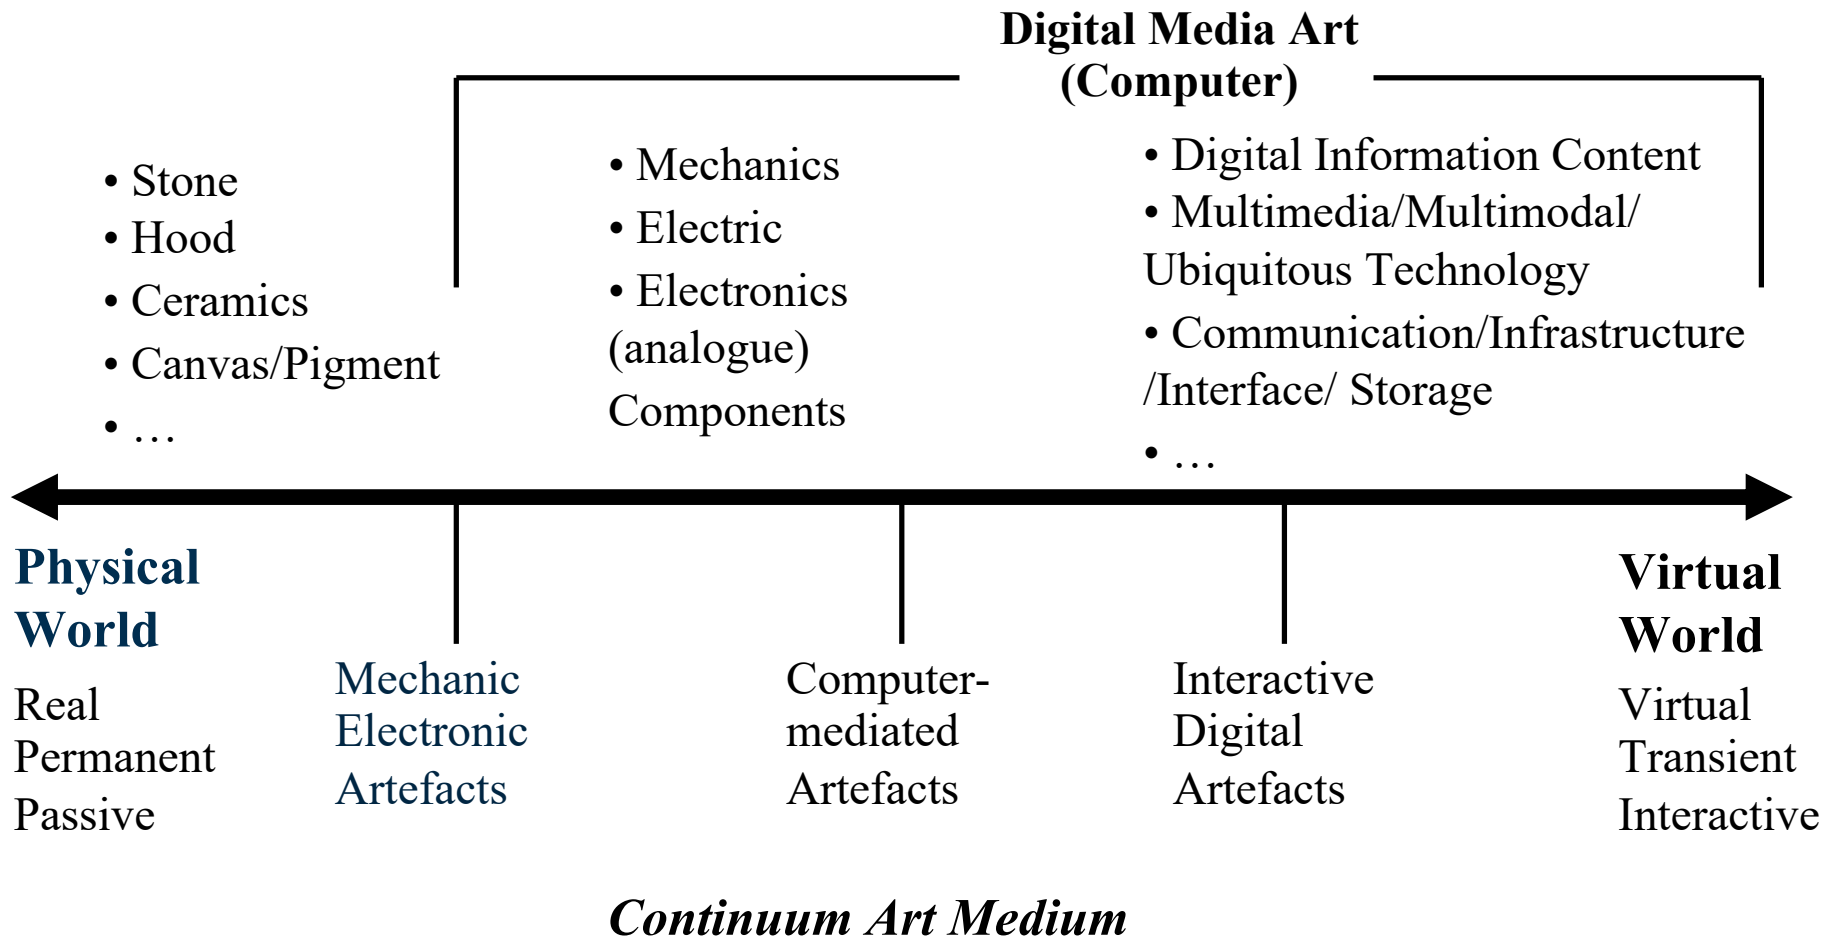 Digital Media Art
(Computer)
• Stone
• Hood
• Ceramics
• Canvas/Pigment
• …
• Mechanics
• Electric
• Electronics
(analogue)
Components
• Digital Information Content
• Multimedia/Multimodal/
Ubiquitous Technology
• Communication/Infrastructure
/Interface/ Storage
• …
Physical
World
Real
Permanent
Passive
Mechanic
Electronic
Artefacts
Computer-
mediated
Artefacts
Interactive
Digital
Artefacts
Virtual
World
Virtual
Transient
Interactive
Continuum Art Medium